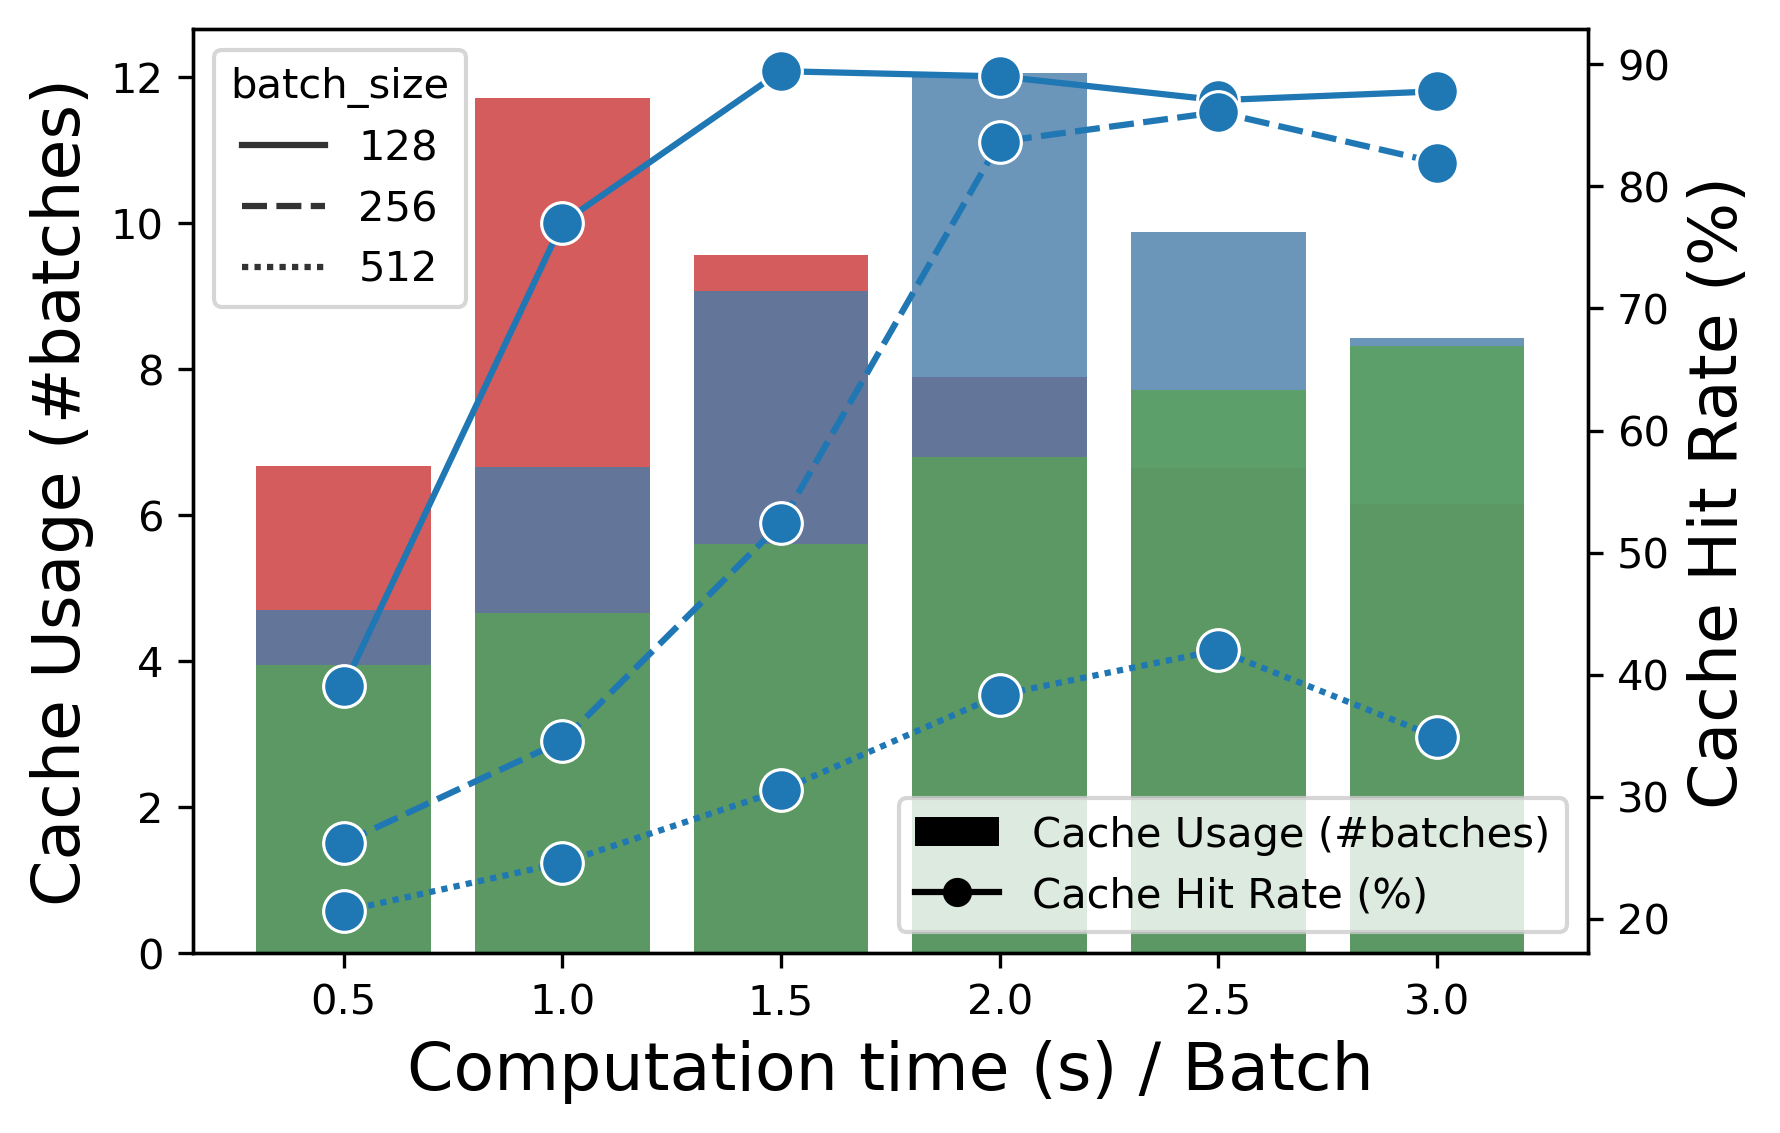 batch_size
128
256
512
Cache Usage (#batches)
12
10
8
6
4
2
0
Cache Hit Rate (%)
90
80
70
60
50
40
30
20
Cache Usage (#batches)
Cache Hit Rate (%)
0.5 1.0 1.5 2.0 2.5 3.0
Computation time (s) / Batch